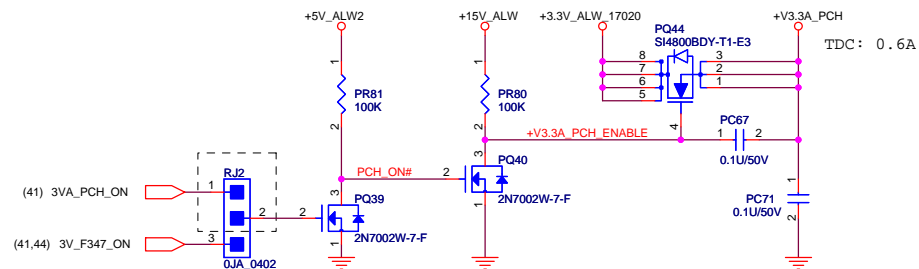 +5V_ALW2
+15V_ALW
+3.3V_ALW_17020
+V3.3A_PCH
PQ44
SI4800BDY-T1-E3
TDC: 0.6A
8
7
6
5
3
2
1
4
1
PR81
100K
2
1
PR80
100K
2
+V3.3A_PCH_ENABLE
PC67
1
2
0.1U/50V
3
PQ40
PCH_ON#
2
2N7002W-7-F
1
RJ2
(41) 3VA_PCH_ON
1
3
PQ39
2
2
2N7002W-7-F
1
(41,44) 3V_F347_ON
3
0JA_0402
1
PC71
0.1U/50V
2